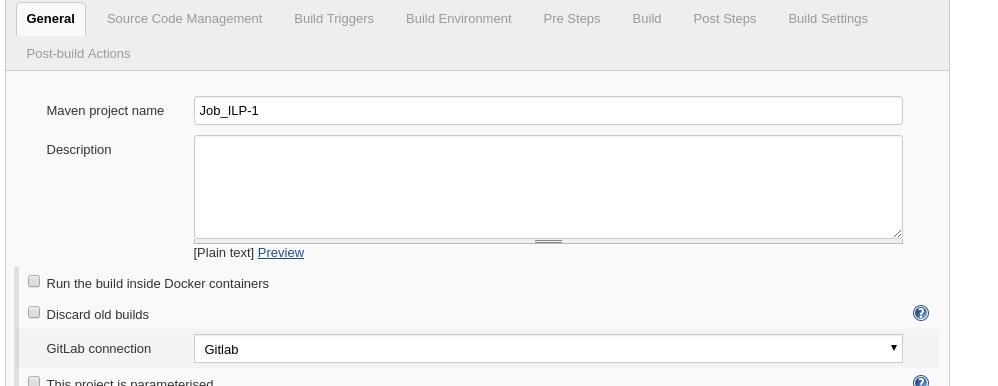 General Source Code Management Build Triggers Build Environment Pre Steps Build Post Steps Build Settings
Post-build Actions
Maven project name Job_ILP-1
Description
[Plain text] Preview
Run the build inside Docker containers
Discard old builds ?
GitLab connection Gitlab
This project is parameterised ?